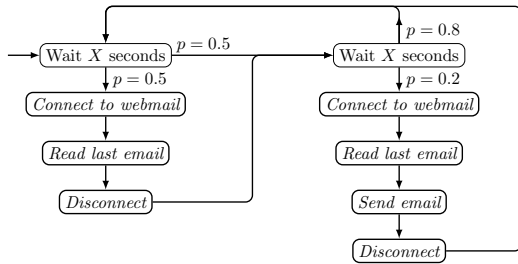 Wait X seconds
p = 0.5
p = 0.5
Connect to webmail
Read last email
Disconnect
p = 0.8
Wait X seconds
p = 0.2
Connect to webmail
Read last email
Send email
Disconnect